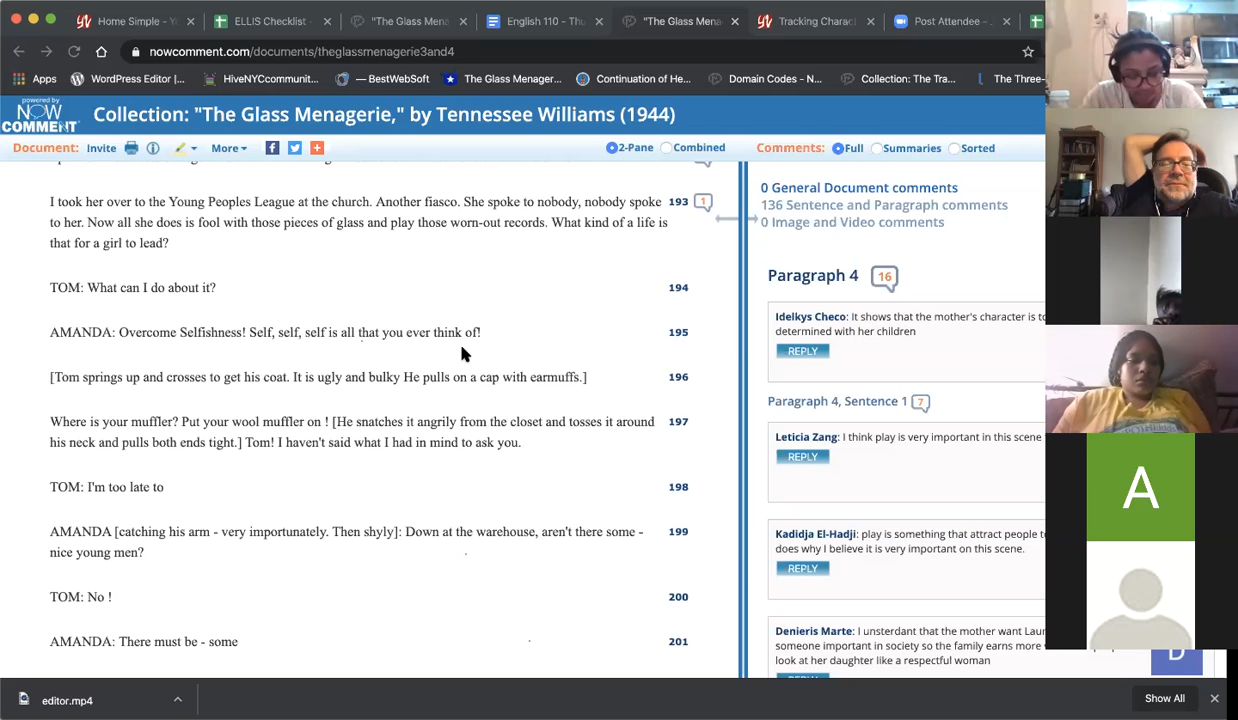 Home Simple - Y
ELLIS Checklist -
"The Glass Mena
English 110 - Thu
"The Glass Mena
Tracking Charac
Post Attendee -
nowcomment.com/documents/theglassmenagerie3and4
Apps
WordPress Editor |...
HiveNYCcommunit...
— BestWebSoft
The Glass Menager...
Continuation of He...
Domain Codes - N...
Collection: The Tra...
The Three-
powered by
NOW
COMMENT
Collection: "The Glass Menagerie," by Tennessee Williams (1944)
Document: Invite More
2-Pane Combined
Comments: Full Summaries Sorted
I took her over to the Young Peoples League at the church. Another fiasco. She spoke to nobody, nobody spoke 193 1
to her. Now all she does is fool with those pieces of glass and play those worn-out records. What kind of a life is
that for a girl to lead?
TOM: What can I do about it? 194
AMANDA: Overcome Selfishness! Self, self, self is all that you ever think of! 195
[Tom springs up and crosses to get his coat. It is ugly and bulky He pulls on a cap with earmuffs.] 196
Where is your muffler? Put your wool muffler on ! [He snatches it angrily from the closet and tosses it around 197
his neck and pulls both ends tight.] Tom! I haven't said what I had in mind to ask you.
TOM: I'm too late to 198
AMANDA [catching his arm - very importunately. Then shyly]: Down at the warehouse, aren't there some - 199
nice young men?
TOM: No ! 200
AMANDA: There must be - some 201
0 General Document comments
136 Sentence and Paragraph comments
0 Image and Video comments
Paragraph 4 16
Idelkys Checo: It shows that the mother's character is to
determined with her children
REPLY
Paragraph 4, Sentence 1 7
Leticia Zang: I think play is very important in this scene
REPLY
Kadidja El-Hadji: play is something that attract people to
does why I believe it is very important on this scene.
REPLY
Denieris Marte: I unsterdant that the mother want Lau
someone important in society so the family earns more
look at her daughter like a respectful woman
REPLY
A
D
editor.mp4
Show All